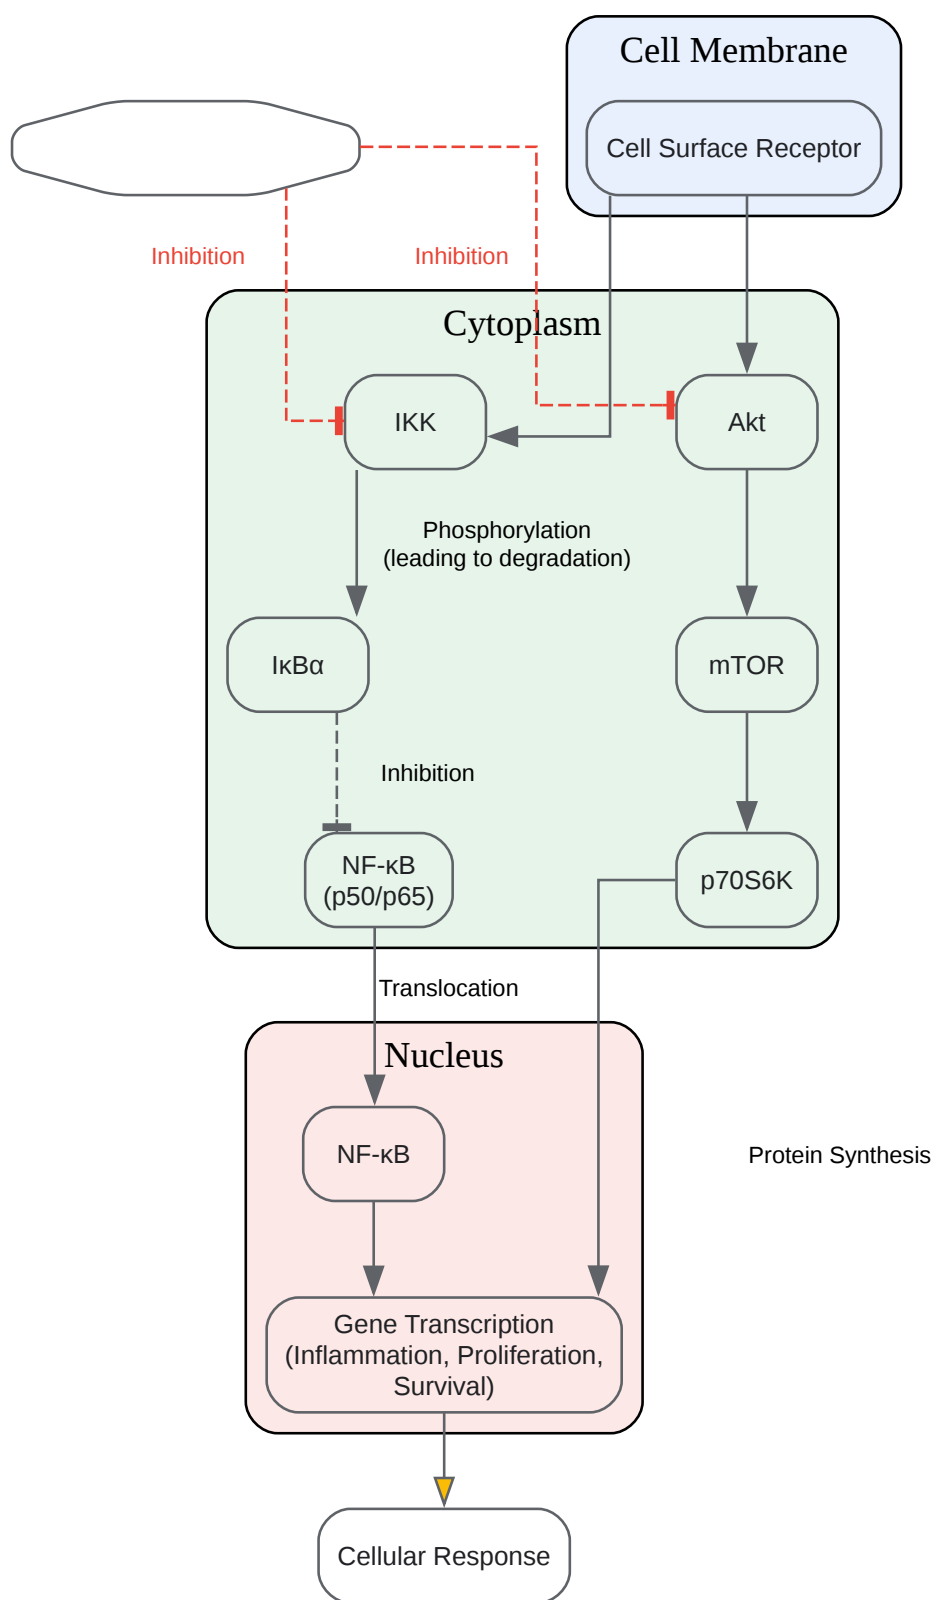 Cell Membrane
Cell Surface Receptor
Inhibition
Inhibition
Cytoplasm
IKK
Akt
Phosphorylation
(leading to degradation)
IκBα
mTOR
Inhibition
NF-κB
(p50/p65)
p70S6K
Translocation
Nucleus
NF-κB
Protein Synthesis
Gene Transcription
(Inflammation, Proliferation,
Survival)
Cellular Response